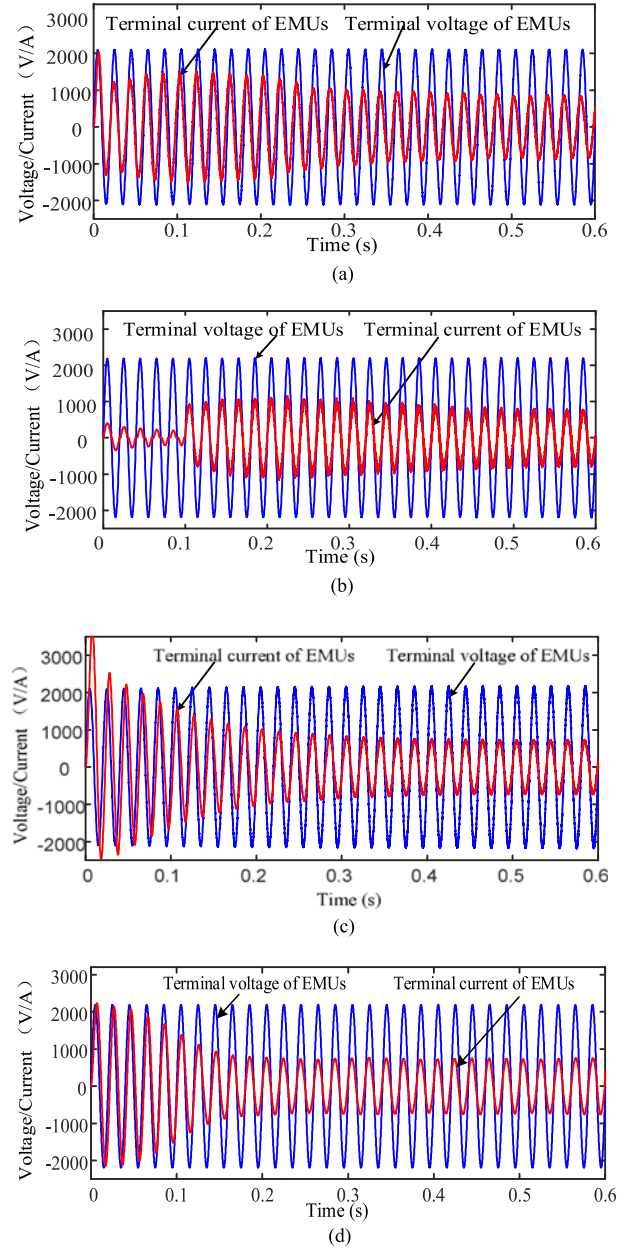 Terminal current of EMUs Terminal voltage of EMUs
Voltage/Current (V/A)
3000
2000
1000
0
-1000
-2000
0 0.1 0.2 0.3 0.4 0.5 0.6
Time (s)
(a)
Terminal voltage of EMUs Terminal current of EMUs
Voltage/Current (V/A)
3000
2000
1000
0
-1000
-2000
0 0.1 0.2 0.3 0.4 0.5 0.6
Time (s)
(b)
Terminal current of EMUs Terminal voltage of EMUs
Voltage/Current (V/A)
3000
2000
1000
0
-1000
-2000
0 0.1 0.2 0.3 0.4 0.5 0.6
Time (s)
(c)
Terminal voltage of EMUs Terminal current of EMUs
Voltage/Current (V/A)
3000
2000
1000
0
-1000
-2000
0 0.1 0.2 0.3 0.4 0.5 0.6
Time (s)
(d)